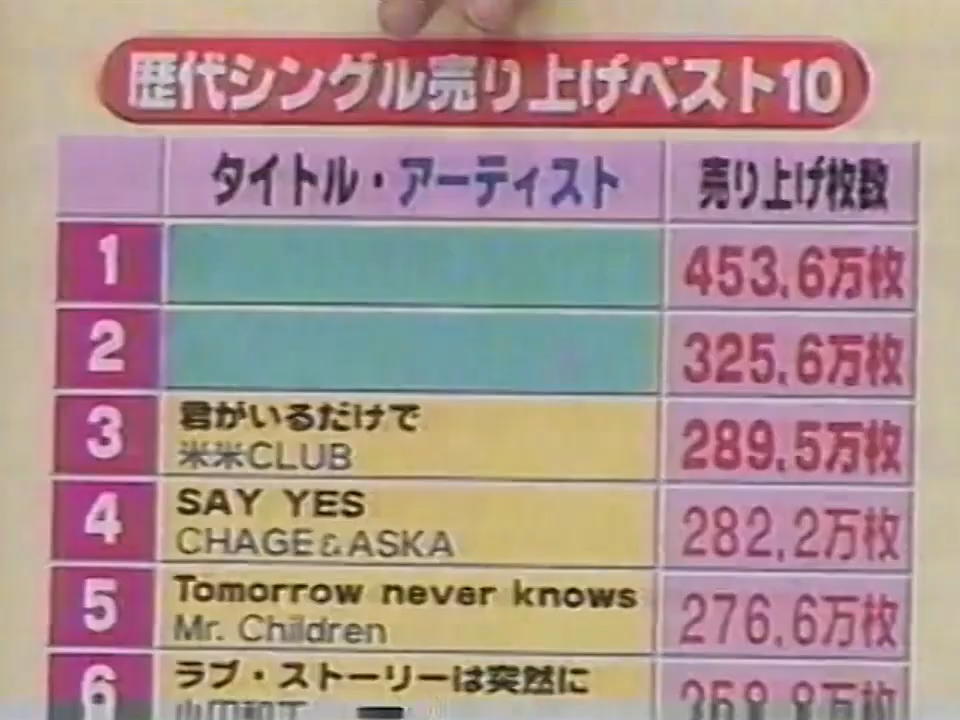 歴代シングル売り上げベスト10
タイトル・アーティスト 売り上げ枚数
1 453.6万枚
2 325.6万枚
3 君がいるだけで
米米CLUB 289.5万枚
4 SAY YES
CHAGE&ASKA 282.2万枚
5 Tomorrow never knows
Mr. Children 276.6万枚
6 ラブ・ストーリーは突然に